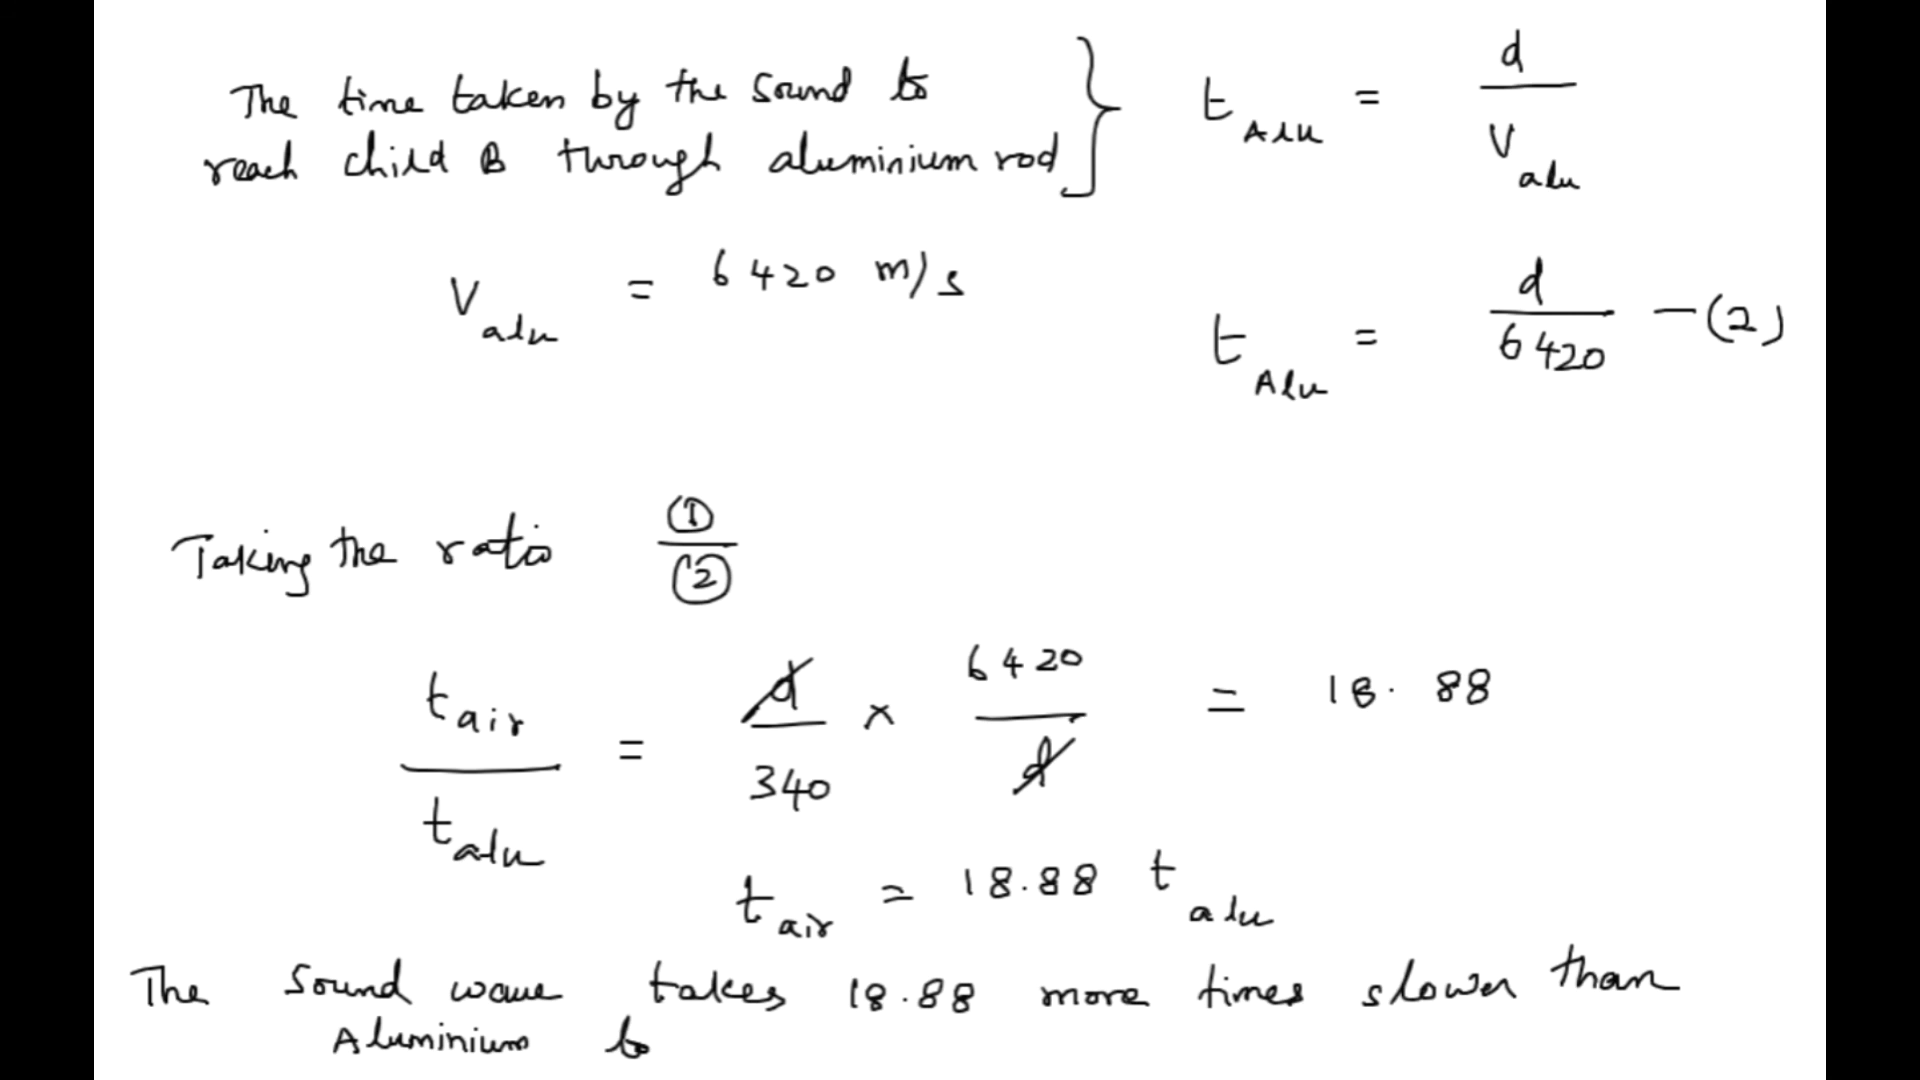 The time taken by the sound to
reach child B through aluminium rod } t Alu = d / V alu
V alu = 6420 m/s
t Alu = d / 6420 — (2)
Taking the ratio ① / ②
t air / t alu = d / 340 × 6420 / d = 18.88
t air = 18.88 t alu
The sound wave takes 18.88 more times slower than
Aluminium to